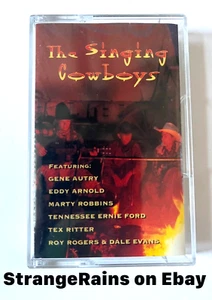 The Singing
Cowboys
FEATURING:
GENE AUTRY
EDDY ARNOLD
MARTY ROBBINS
TENNESSEE ERNIE FORD
TEX RITTER
ROY ROGERS & DALE EVANS
StrangeRains on Ebay